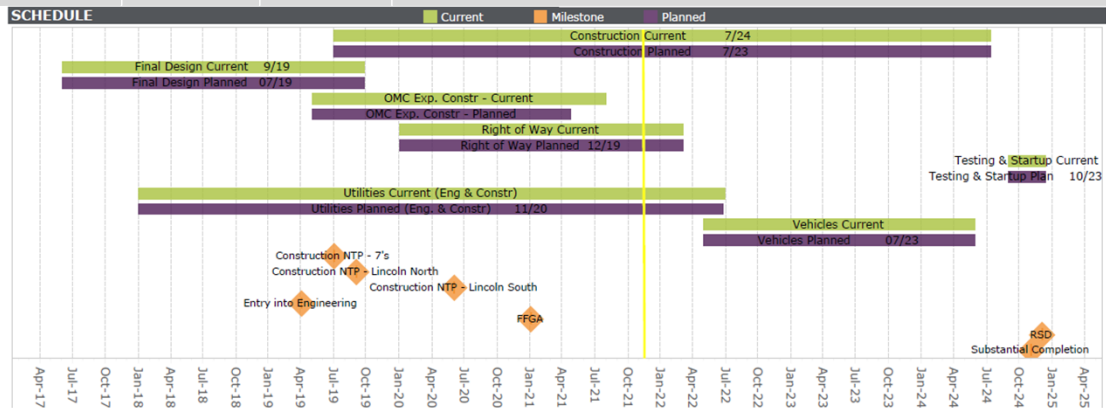 SCHEDULE
Current Milestone Planned
Construction Current 7/24
Construction Planned 7/23
Final Design Current 9/19
Final Design Planned 07/19
OMC Exp. Constr - Current
OMC Exp. Constr - Planned
Right of Way Current
Right of Way Planned 12/19
Testing & Startup Current
Testing & Startup Plan 10/23
Utilities Current (Eng & Constr)
Utilities Planned (Eng. & Constr) 11/20
Vehicles Current
Vehicles Planned 07/23
Construction NTP - 7's
Construction NTP - Lincoln North
Construction NTP - Lincoln South
Entry into Engineering
FFGA
RSD
Substantial Completion
Apr-17
Jul-17
Oct-17
Jan-18
Apr-18
Jul-18
Oct-18
Jan-19
Apr-19
Jul-19
Oct-19
Jan-20
Apr-20
Jul-20
Oct-20
Jan-21
Apr-21
Jul-21
Oct-21
Jan-22
Apr-22
Jul-22
Oct-22
Jan-23
Apr-23
Jul-23
Oct-23
Jan-24
Apr-24
Jul-24
Oct-24
Jan-25
Apr-25